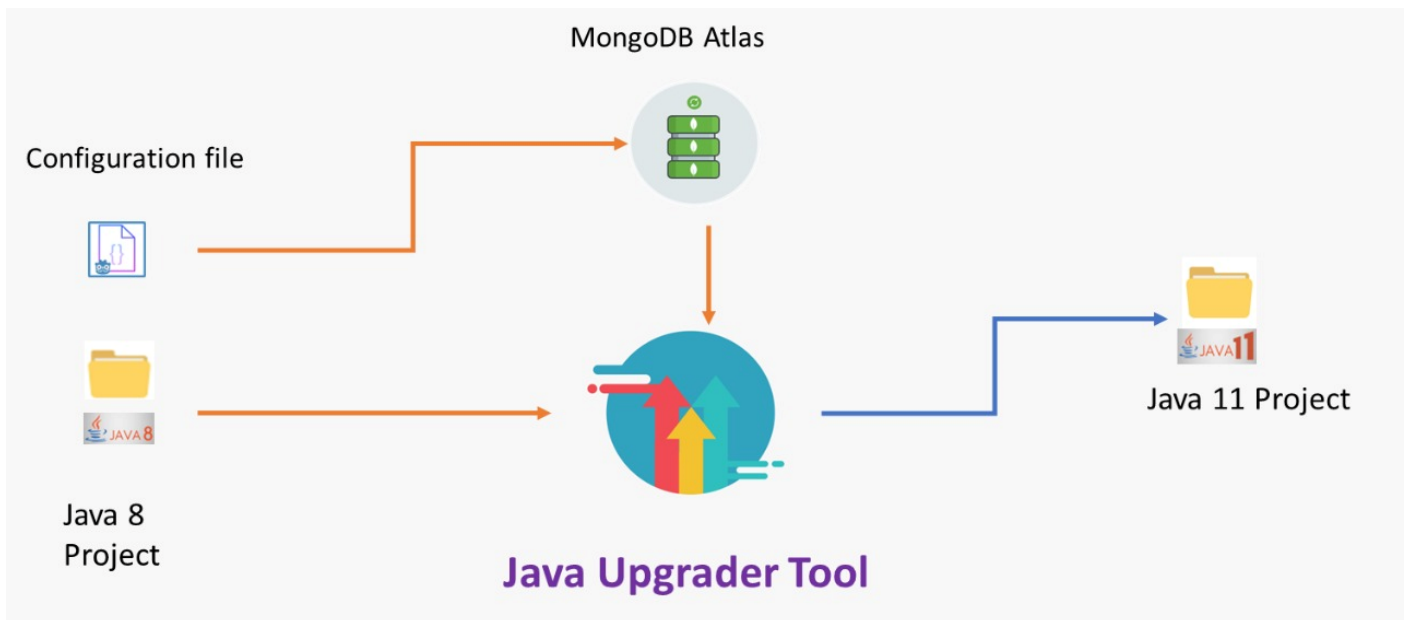 MongoDB Atlas
Configuration file
{}
JAVA 8
Java 8
Project
JAVA 11
Java 11 Project
Java Upgrader Tool